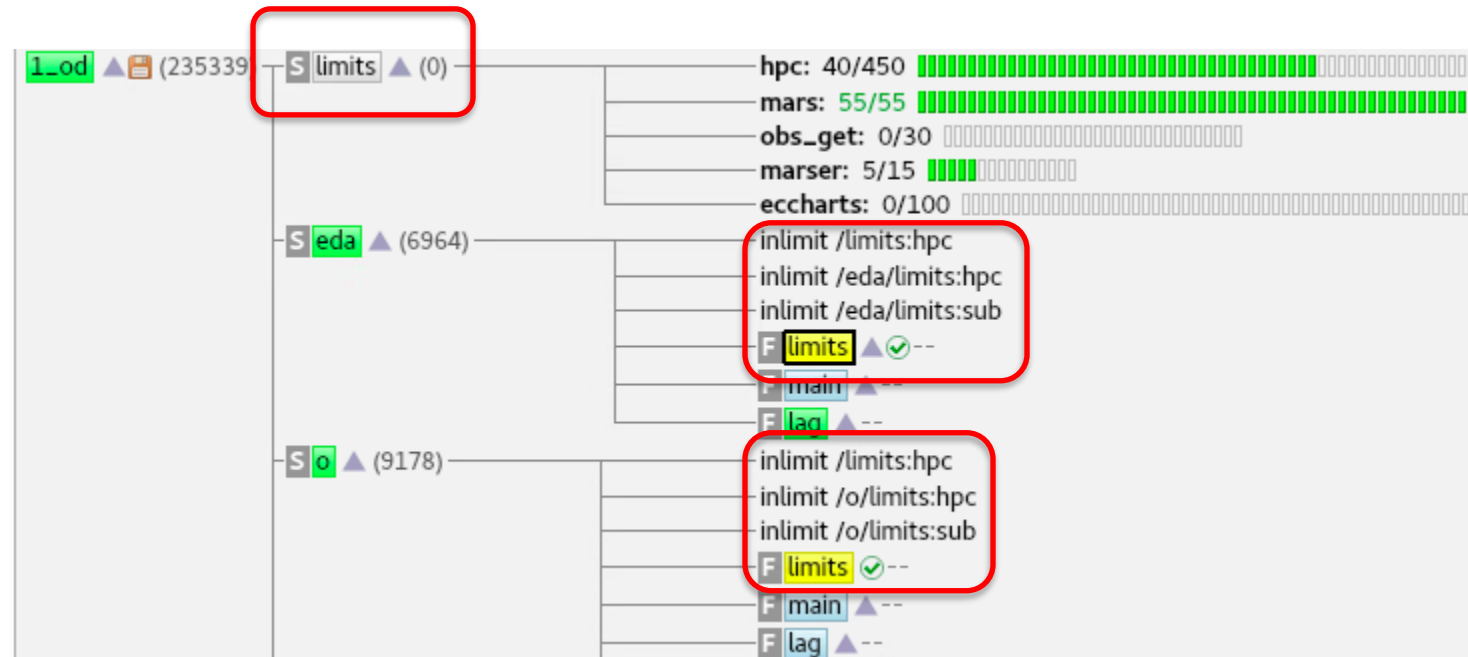 1_od (235339) S limits (0) hpc: 40/450
mars: 55/55
obs_get: 0/30
marser: 5/15
eccharts: 0/100
S eda (6964) inlimit /limits:hpc
inlimit /eda/limits:hpc
inlimit /eda/limits:sub
F limits --
F main --
F lag --
S o (9178) inlimit /limits:hpc
inlimit /o/limits:hpc
inlimit /o/limits:sub
F limits --
F main --
F lag --